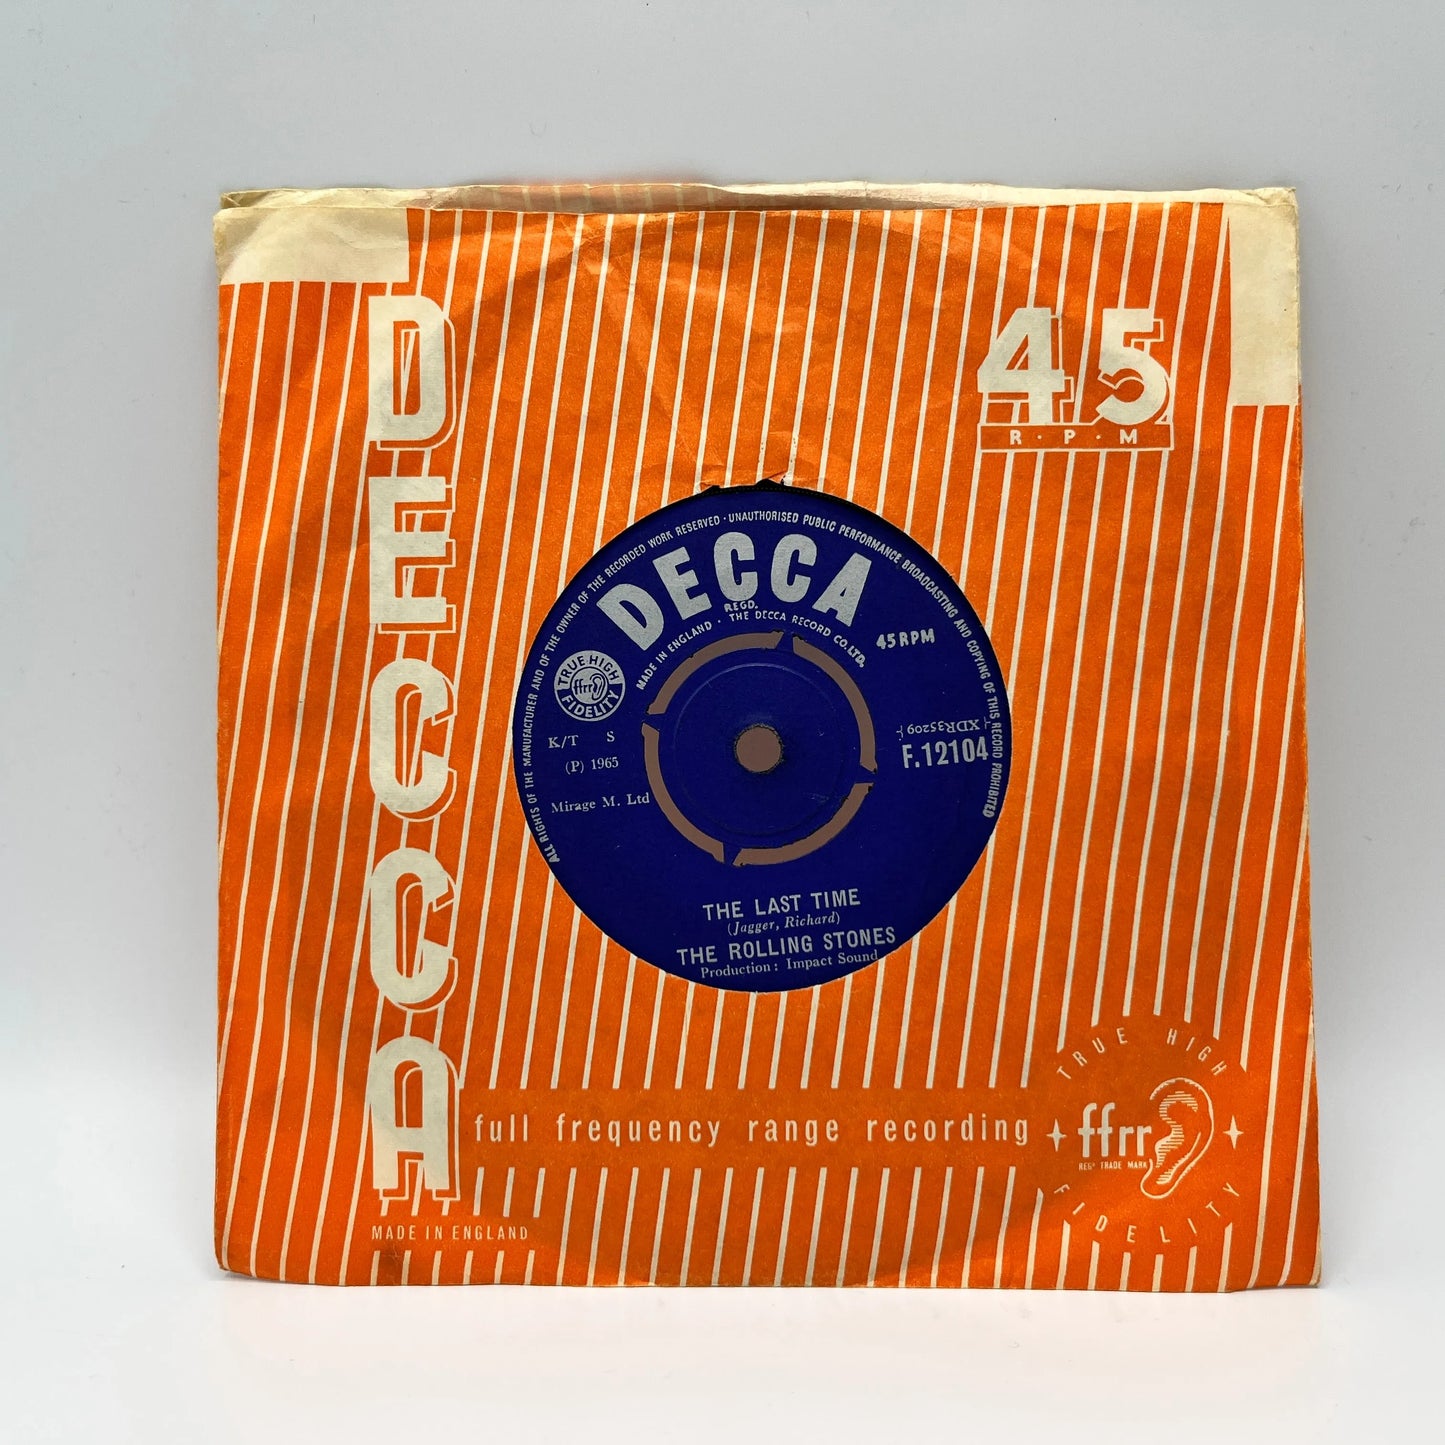 DECCA
45
R·P·M
ALL RIGHTS OF THE MANUFACTURER AND OF THE OWNER OF THE RECORDED WORK RESERVED · UNAUTHORISED PUBLIC PERFORMANCE BROADCASTING AND COPYING OF THIS RECORD PROHIBITED
DECCA
REGD.
MADE IN ENGLAND · THE DECCA RECORD CO. LTD.
45 RPM
TRUE HIGH
ffrr
FIDELITY
K/T S
(P) 1965
Mirage M. Ltd
XDR35209
F.12104
THE LAST TIME
(Jagger, Richard)
THE ROLLING STONES
Production: Impact Sound
full frequency range recording
TRUE HIGH
ffrr
REGD TRADE MARK
FIDELITY
MADE IN ENGLAND